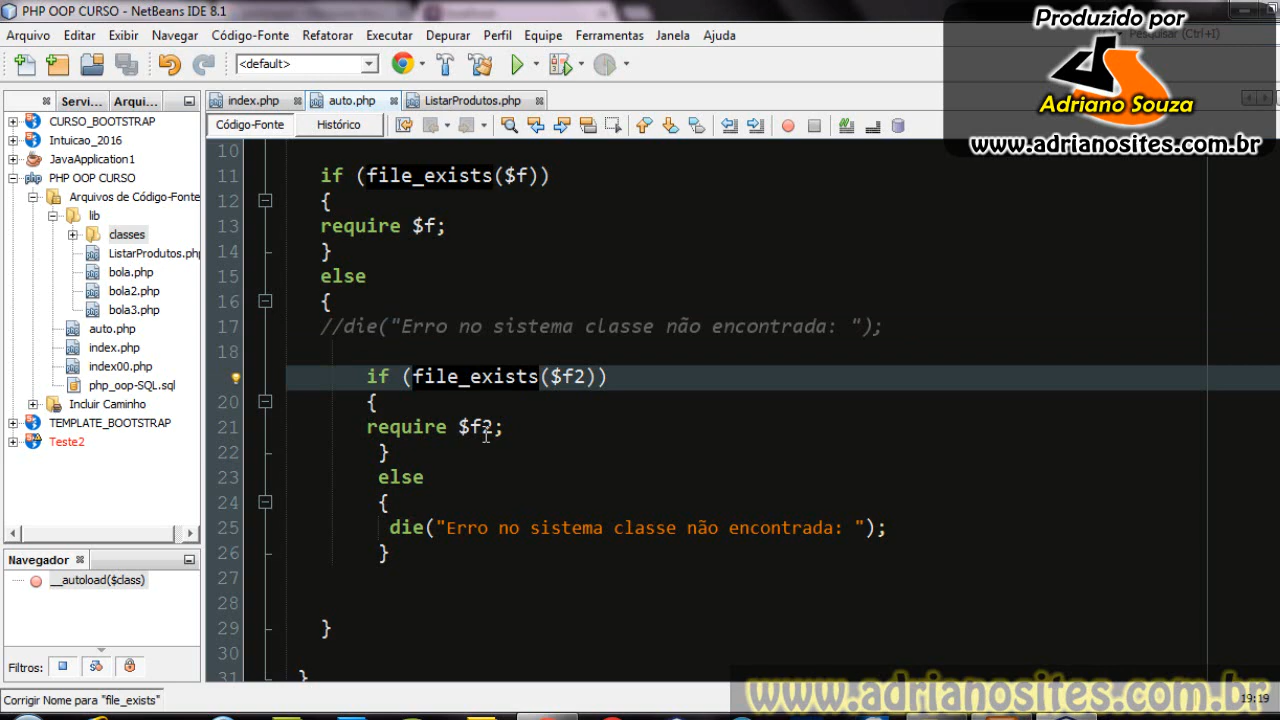 PHP OOP CURSO - NetBeans IDE 8.1
Produzido por
Adriano Souza
www.adrianosites.com.br
Arquivo Editar Exibir Navegar Código-Fonte Refatorar Executar Depurar Perfil Equipe Ferramentas Janela Ajuda
Pesquisar (Ctrl+I)
<default>
Servi... Arqui...
index.php auto.php ListarProdutos.php
Código-Fonte Histórico
CURSO_BOOTSTRAP
Intuicao_2016
JavaApplication1
PHP OOP CURSO
Arquivos de Código-Fonte
lib
classes
ListarProdutos.php
bola.php
bola2.php
bola3.php
auto.php
index.php
index00.php
php_oop-SQL.sql
Incluir Caminho
TEMPLATE_BOOTSTRAP
Teste2
Navegador
__autoload($class)
Filtros:
10
11 if (file_exists($f))
12 {
13 require $f;
14 }
15 else
16 {
17 //die("Erro no sistema classe não encontrada: ");
18
if (file_exists($f2))
20 {
21 require $f2;
22 }
23 else
24 {
25 die("Erro no sistema classe não encontrada: ");
26 }
27
28
29 }
30
31 }
www.adrianosites.com.br
Corrigir Nome para "file_exists"
19:19